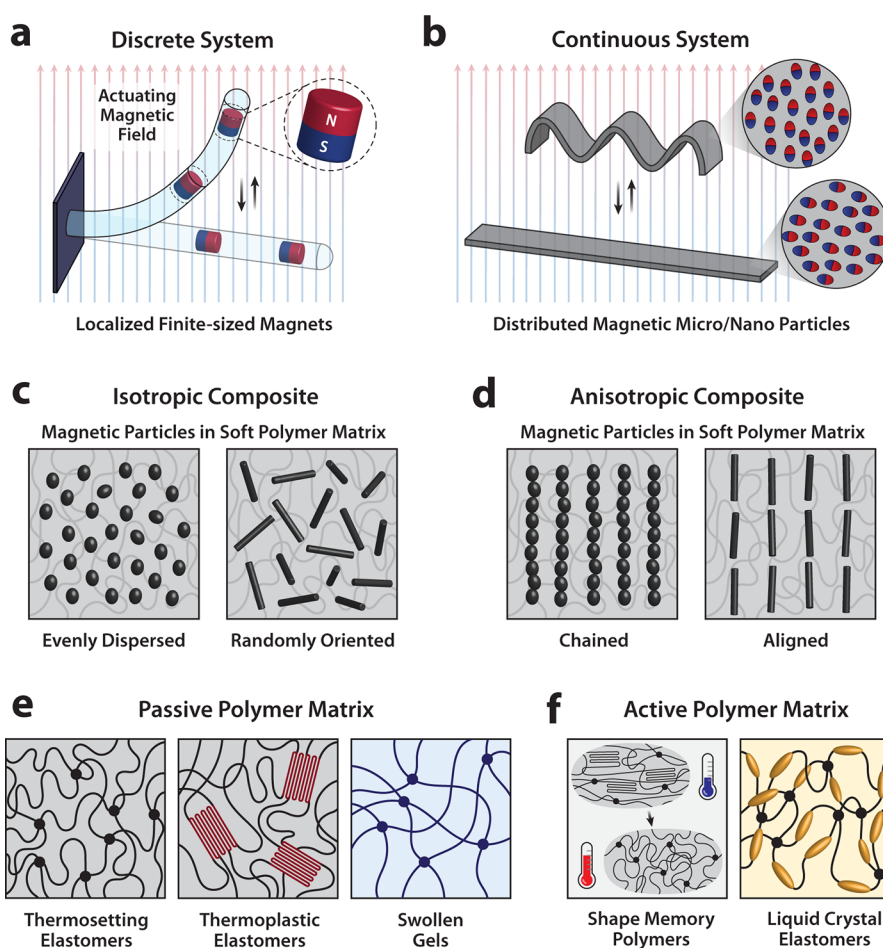 a
Discrete System
Actuating
Magnetic
Field
N
S
Localized Finite-sized Magnets
b
Continuous System
Distributed Magnetic Micro/Nano Particles
c
Isotropic Composite
Magnetic Particles in Soft Polymer Matrix
Evenly Dispersed
Randomly Oriented
d
Anisotropic Composite
Magnetic Particles in Soft Polymer Matrix
Chained
Aligned
e
Passive Polymer Matrix
Thermosetting
Elastomers
Thermoplastic
Elastomers
Swollen
Gels
f
Active Polymer Matrix
Shape Memory
Polymers
Liquid Crystal
Elastomers